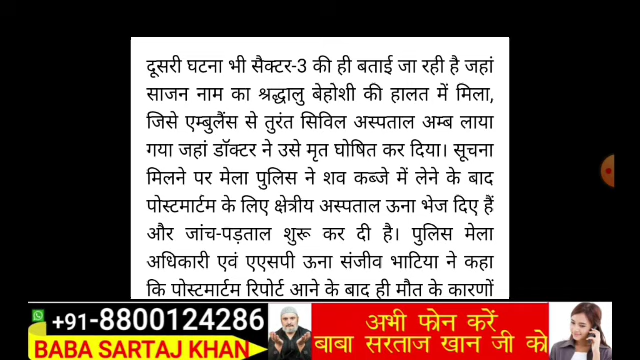 दूसरी घटना भी सैक्टर-3 की ही बताई जा रही है जहां
साजन नाम का श्रद्धालु बेहोशी की हालत में मिला,
जिसे एम्बुलैंस से तुरंत सिविल अस्पताल अम्ब लाया
गया जहां डॉक्टर ने उसे मृत घोषित कर दिया। सूचना
मिलने पर मेला पुलिस ने शव कब्जे में लेने के बाद
पोस्टमार्टम के लिए क्षेत्रीय अस्पताल ऊना भेज दिए हैं
और जांच-पड़ताल शुरू कर दी है। पुलिस मेला
अधिकारी एवं एएसपी ऊना संजीव भाटिया ने कहा
कि पोस्टमार्टम रिपोर्ट आने के बाद ही मौत के कारणों
+91-8800124286
BABA SARTAJ KHAN
अभी फोन करें
बाबा सरताज खान जी को